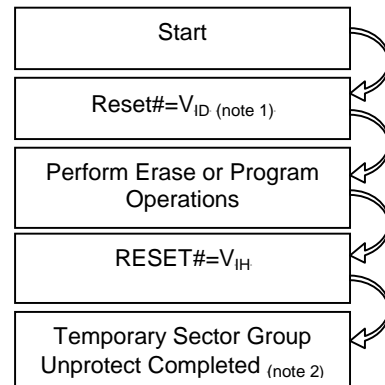 Start
Reset#=VID (note 1)
Perform Erase or Program
Operations
RESET#=VIH
Temporary Sector Group
Unprotect Completed (note 2)